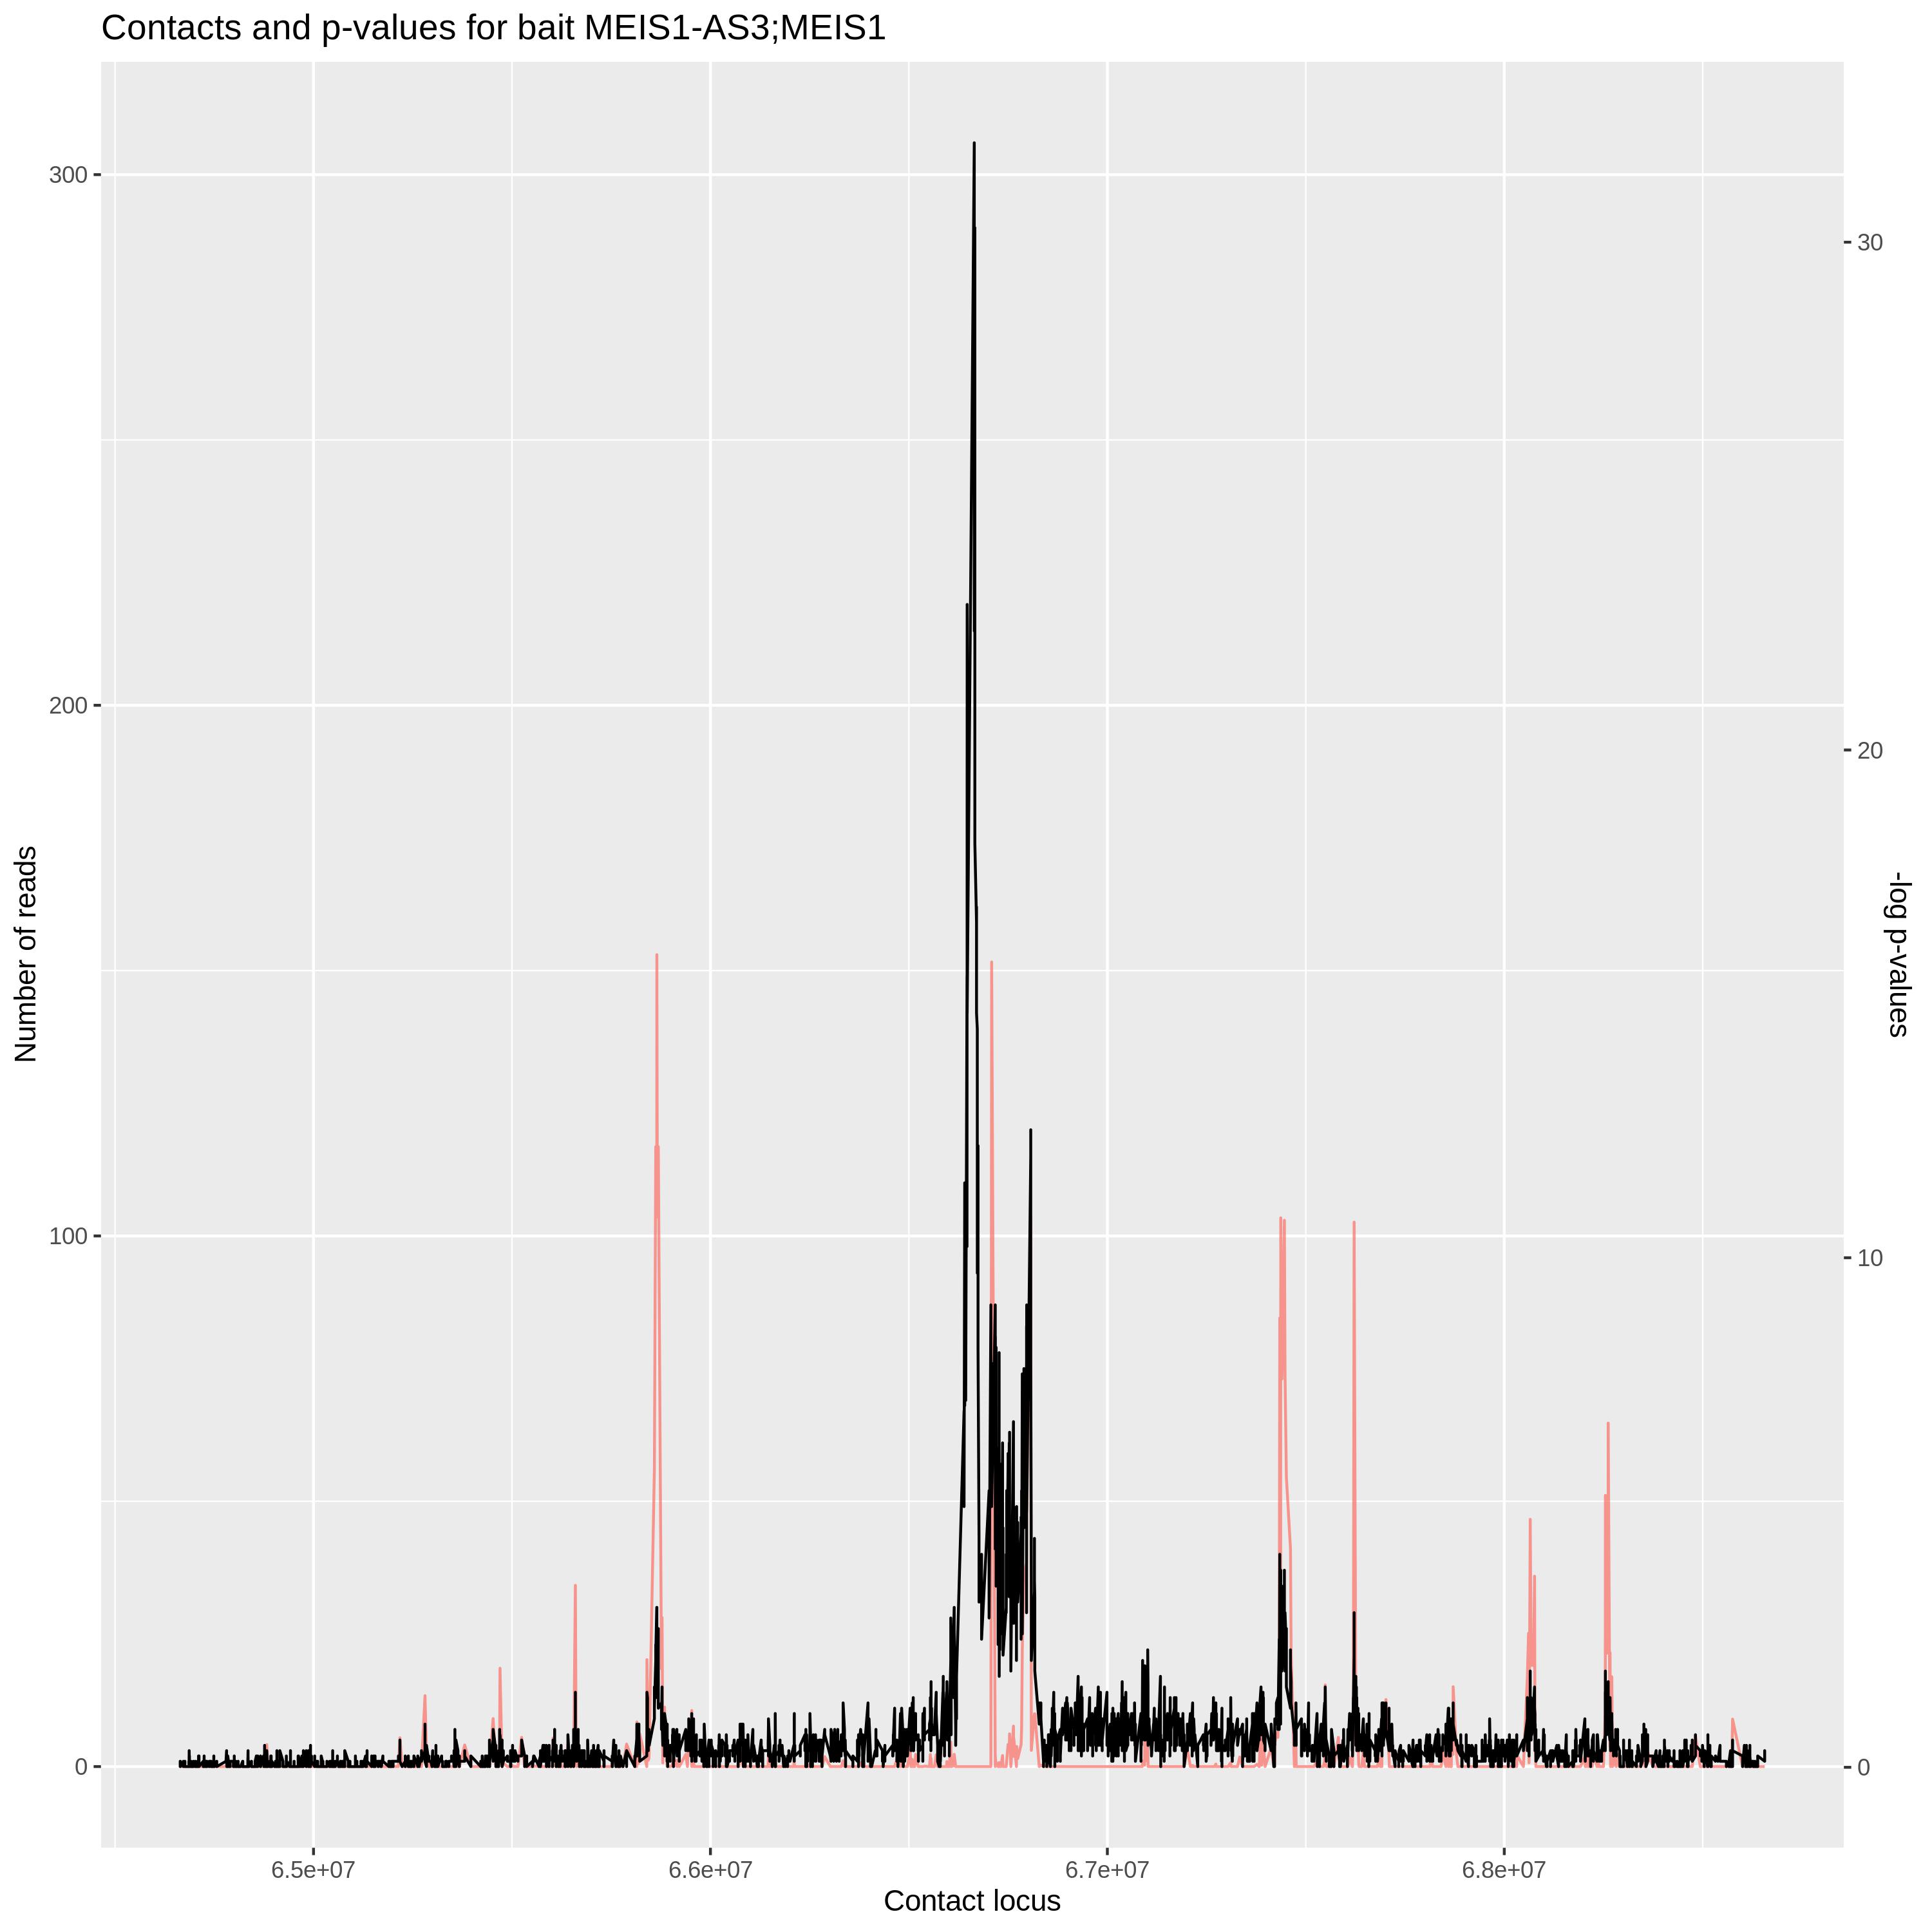 Contacts and p-values for bait MEIS1-AS3;MEIS1
300
200
100
0
Number of reads
30
20
10
0
-log p-values
6.5e+07
6.6e+07
6.7e+07
6.8e+07
Contact locus